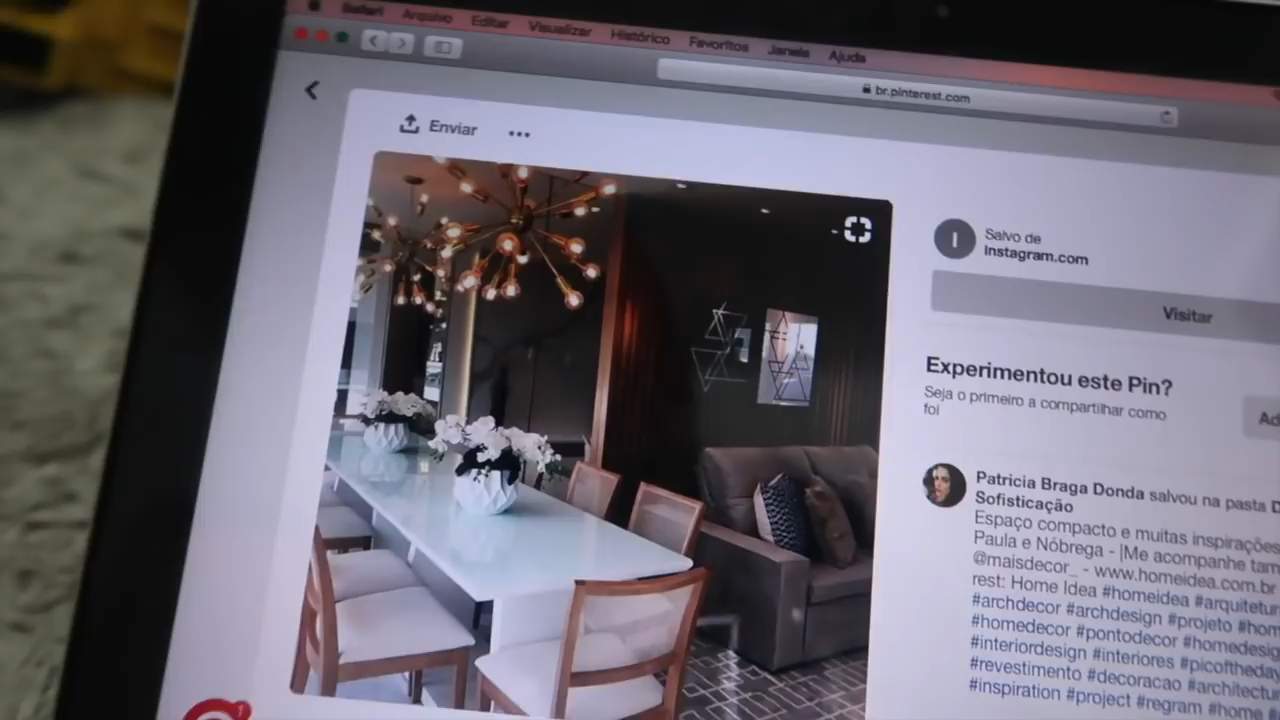 Safari Arquivo Editar Visualizar Histórico Favoritos Janela Ajuda
br.pinterest.com
Enviar
I
Salvo de
Instagram.com
Visitar
Experimentou este Pin?
Seja o primeiro a compartilhar como
foi
Patricia Braga Donda salvou na pasta D
Sofisticação
Espaço compacto e muitas inspirações
Paula e Nóbrega - |Me acompanhe tam
@maisdecor_ - www.homeidea.com.br
rest: Home Idea #homeidea #arquitetur
#archdecor #archdesign #projeto #hom
#homedecor #pontodecor #homedesig
#interiordesign #interiores #picoftheday
#revestimento #decoracao #architectur
#inspiration #project #regram #home #